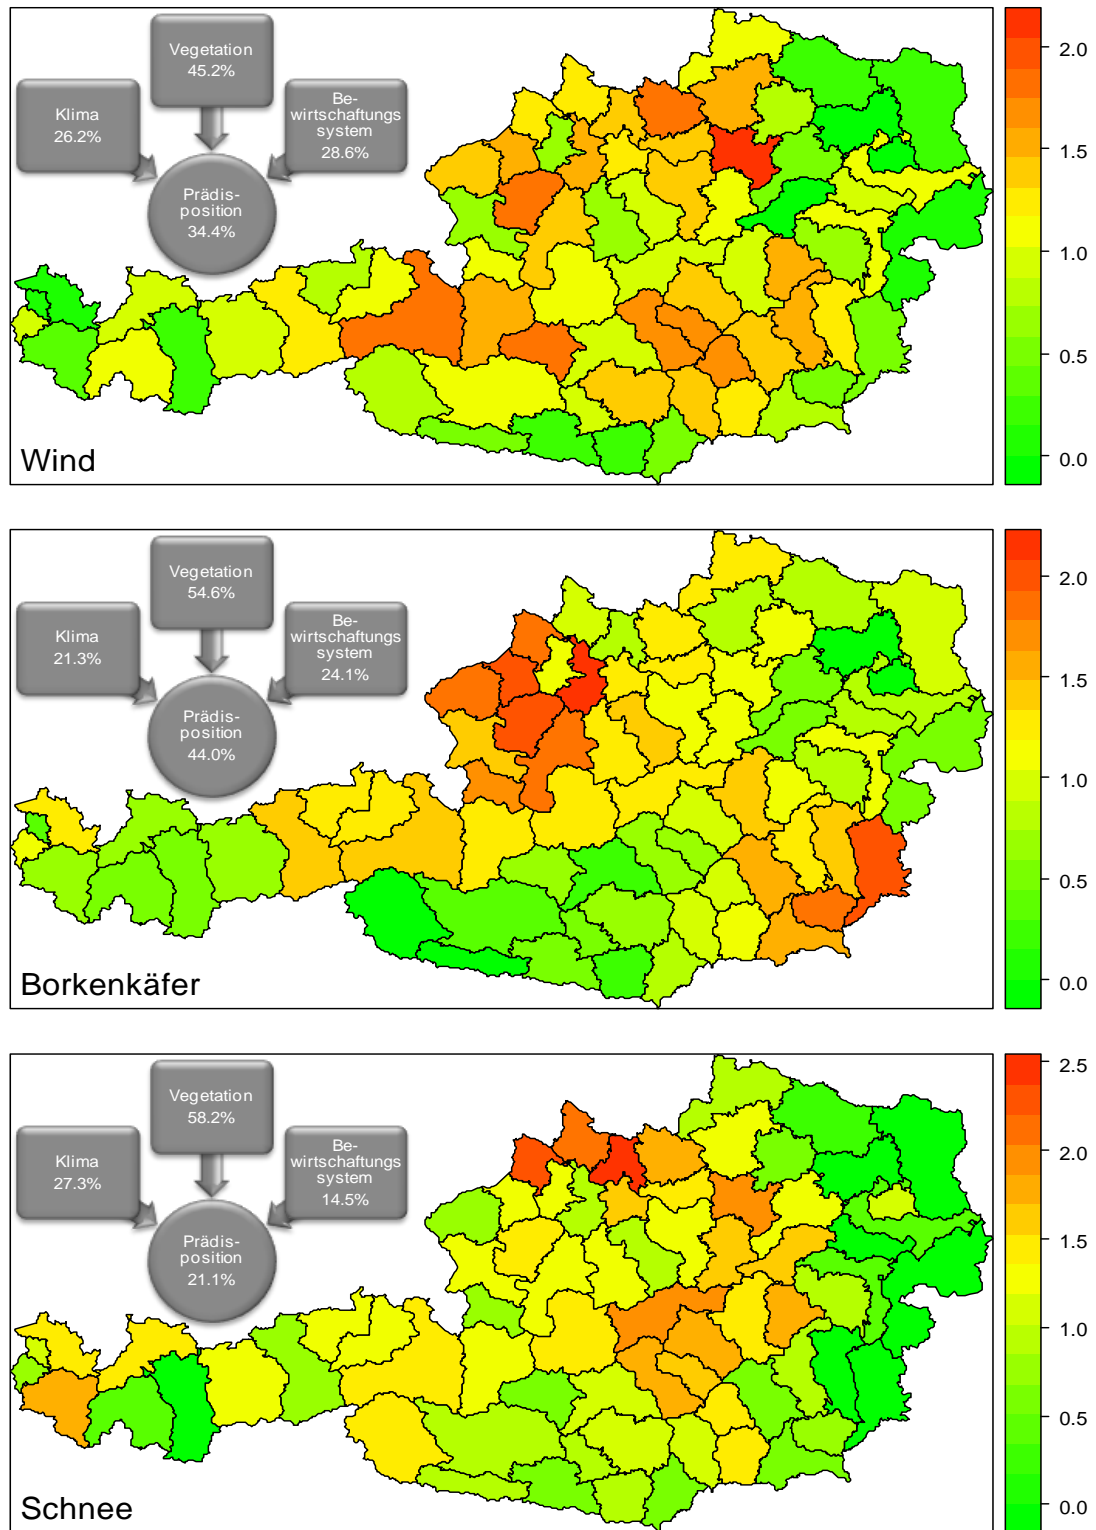 Vegetation
45.2%
Klima
26.2%
Be-
wirtschaftungs
system
28.6%
Prädis-
position
34.4%
Wind
2.0
1.5
1.0
0.5
0.0
Vegetation
54.6%
Klima
21.3%
Be-
wirtschaftungs
system
24.1%
Prädis-
position
44.0%
Borkenkäfer
2.0
1.5
1.0
0.5
0.0
Vegetation
58.2%
Klima
27.3%
Be-
wirtschaftungs
system
14.5%
Prädis-
position
21.1%
Schnee
2.5
2.0
1.5
1.0
0.5
0.0